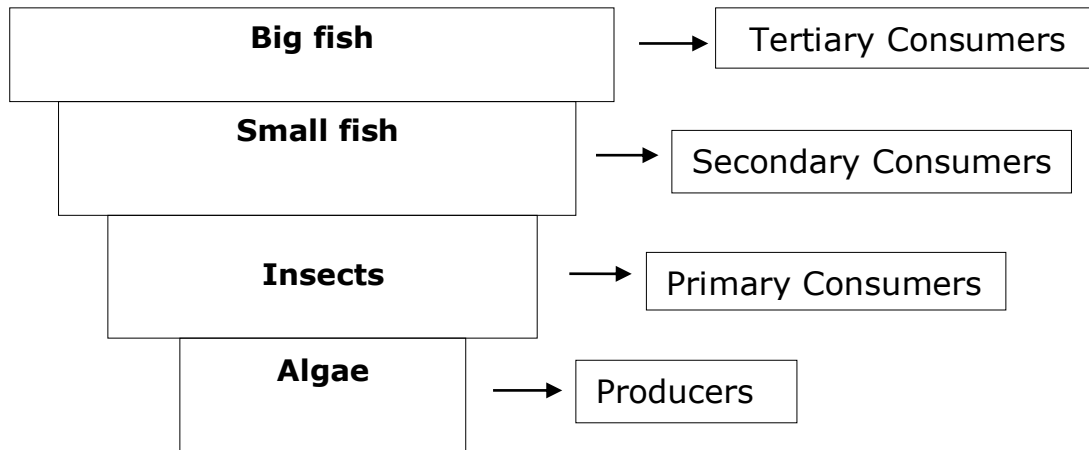 Big fish
Tertiary Consumers
Small fish
Secondary Consumers
Insects
Primary Consumers
Algae
Producers